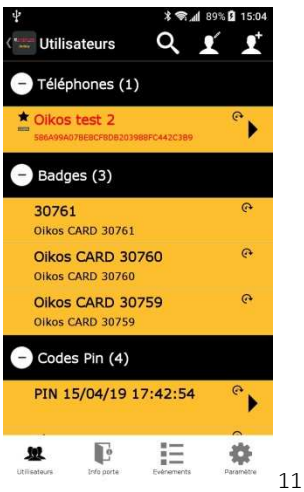 89% 15:04
Utilisateurs
Téléphones (1)
Oikos test 2
586A99A07BE8CFBDB203988FC442C3B9
Badges (3)
30761
Oikos CARD 30761
Oikos CARD 30760
Oikos CARD 30760
Oikos CARD 30759
Oikos CARD 30759
Codes Pin (4)
PIN 15/04/19 17:42:54
Utilisateurs Info porte Evénements Paramètre
11